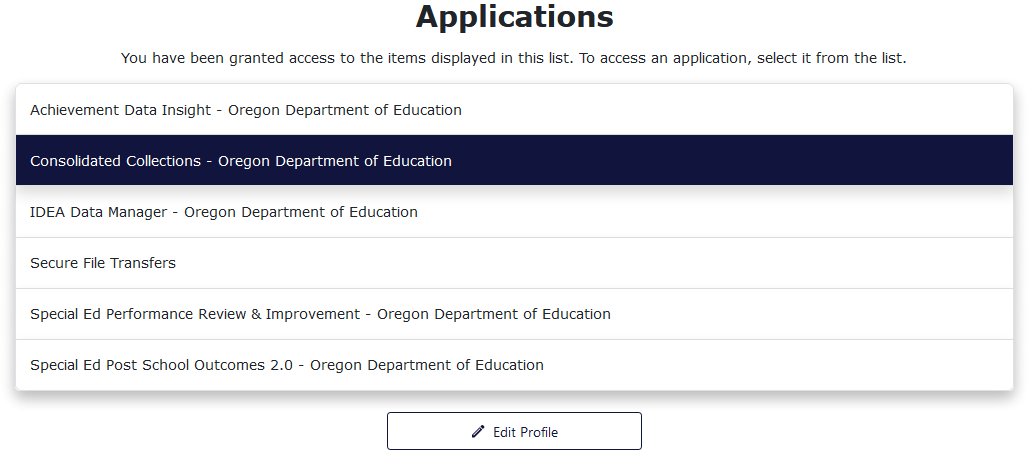 Applications
You have been granted access to the items displayed in this list. To access an application, select it from the list.
Achievement Data Insight - Oregon Department of Education
Consolidated Collections - Oregon Department of Education
IDEA Data Manager - Oregon Department of Education
Secure File Transfers
Special Ed Performance Review & Improvement - Oregon Department of Education
Special Ed Post School Outcomes 2.0 - Oregon Department of Education
Edit Profile